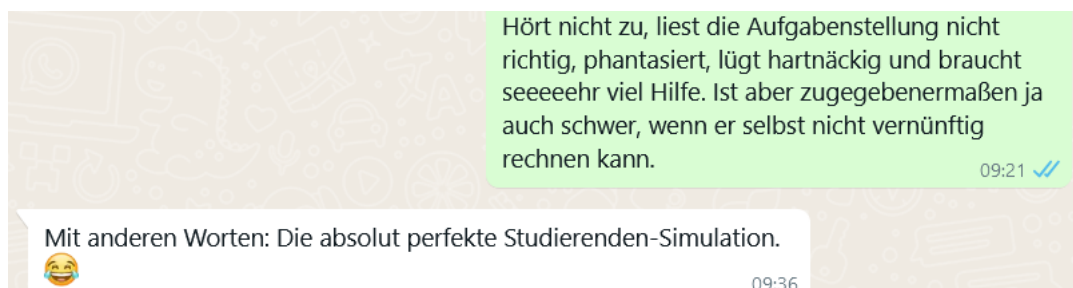 Hört nicht zu, liest die Aufgabenstellung nicht
richtig, phantasiert, lügt hartnäckig und braucht
seeeeehr viel Hilfe. Ist aber zugegebenermaßen ja
auch schwer, wenn er selbst nicht vernünftig
rechnen kann.
09:21
Mit anderen Worten: Die absolut perfekte Studierenden-Simulation.
😂
09:36